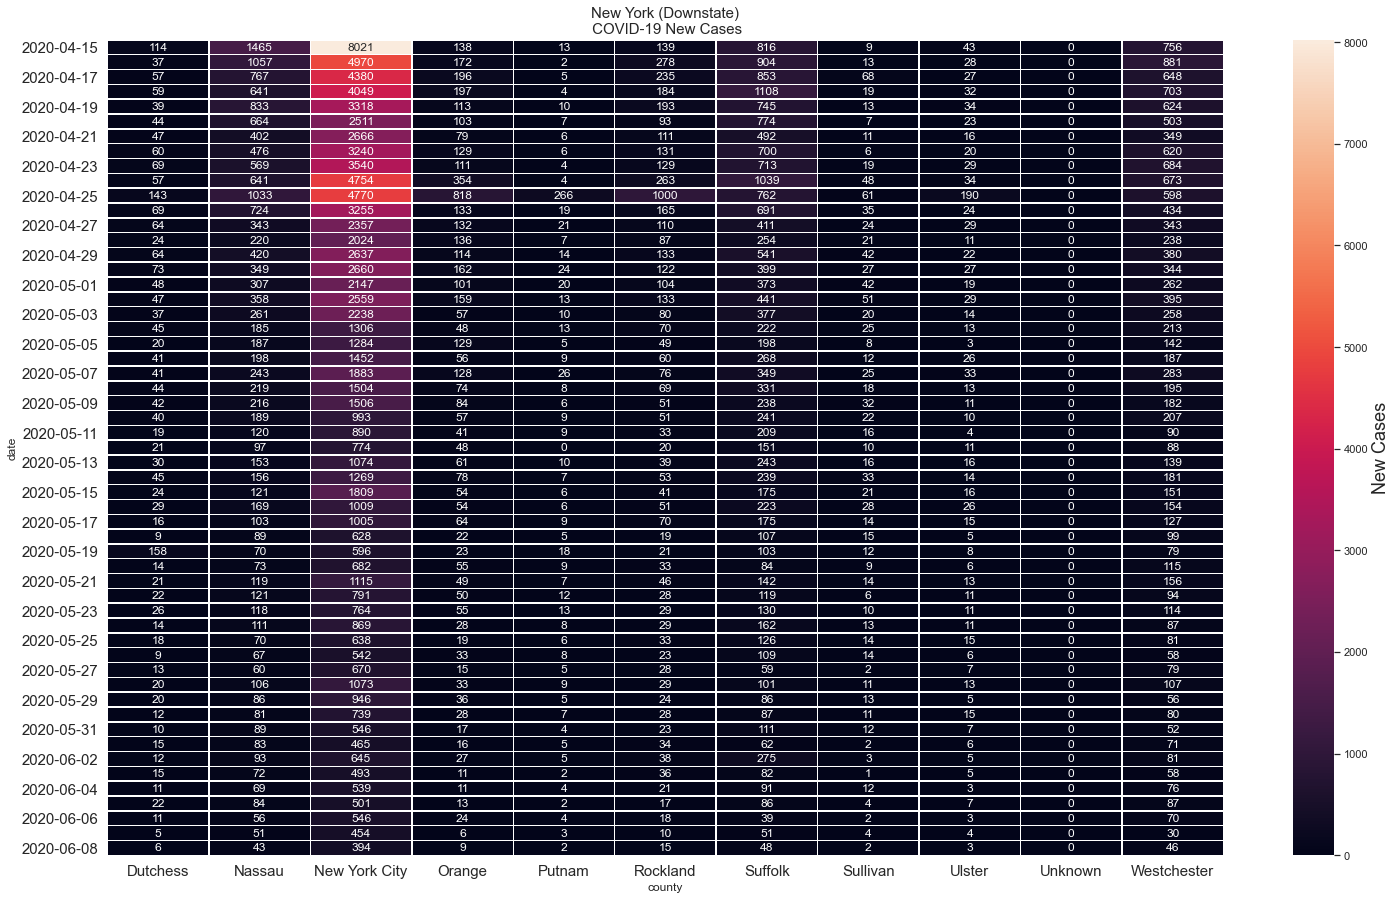 New York (Downstate)
COVID-19 New Cases
2020-04-15 114 1465 8021 138 13 139 816 9 43 0 756
37 1057 4970 172 2 278 904 13 28 0 881
2020-04-17 57 767 4380 196 5 235 853 68 27 0 648
59 641 4049 197 4 184 1108 19 32 0 703
2020-04-19 39 833 3318 113 10 193 745 13 34 0 624
44 664 2511 103 7 93 774 7 23 0 503
2020-04-21 47 402 2666 79 6 111 492 11 16 0 349
60 476 3240 129 6 131 700 6 20 0 620
2020-04-23 69 569 3540 111 4 129 713 19 29 0 684
57 641 4754 354 4 263 1039 48 34 0 673
2020-04-25 143 1033 4770 818 266 1000 762 61 190 0 598
69 724 3255 133 19 165 691 35 24 0 434
2020-04-27 64 343 2357 132 21 110 411 24 29 0 343
24 220 2024 136 7 87 254 21 11 0 238
2020-04-29 64 420 2637 114 14 133 541 42 22 0 380
73 349 2660 162 24 122 399 27 27 0 344
2020-05-01 48 307 2147 101 20 104 373 42 19 0 262
47 358 2559 159 13 133 441 51 29 0 395
2020-05-03 37 261 2238 57 10 80 377 20 14 0 258
45 185 1306 48 13 70 222 25 13 0 213
2020-05-05 20 187 1284 129 5 49 198 8 3 0 142
41 198 1452 56 9 60 268 12 26 0 187
2020-05-07 41 243 1883 128 26 76 349 25 33 0 283
44 219 1504 74 8 69 331 18 13 0 195
2020-05-09 42 216 1506 84 6 51 238 32 11 0 182
40 189 993 57 9 51 241 22 10 0 207
2020-05-11 19 120 890 41 9 33 209 16 4 0 90
21 97 774 48 0 20 151 10 11 0 88
2020-05-13 30 153 1074 61 10 39 243 16 16 0 139
45 156 1269 78 7 53 239 33 14 0 181
2020-05-15 24 121 1809 54 6 41 175 21 16 0 151
29 169 1009 54 6 51 223 28 26 0 154
2020-05-17 16 103 1005 64 9 70 175 14 15 0 127
9 89 628 22 5 19 107 15 5 0 99
2020-05-19 158 70 596 23 18 21 103 12 8 0 79
14 73 682 55 9 33 84 9 6 0 115
2020-05-21 21 119 1115 49 7 46 142 14 13 0 156
22 121 791 50 12 28 119 6 11 0 94
2020-05-23 26 118 764 55 13 29 130 10 11 0 114
14 111 869 28 8 29 162 13 11 0 87
2020-05-25 18 70 638 19 6 33 126 14 15 0 81
9 67 542 33 8 23 109 14 6 0 58
2020-05-27 13 60 670 15 5 28 59 2 7 0 79
20 106 1073 33 9 29 101 11 13 0 107
2020-05-29 20 86 946 36 5 24 86 13 5 0 56
12 81 739 28 7 28 87 11 15 0 80
2020-05-31 10 89 546 17 4 23 111 12 7 0 52
15 83 465 16 5 34 62 2 6 0 71
2020-06-02 12 93 645 27 5 38 275 3 5 0 81
15 72 493 11 2 36 82 1 5 0 58
2020-06-04 11 69 539 11 4 21 91 12 3 0 76
22 84 501 13 2 17 86 4 7 0 87
2020-06-06 11 56 546 24 4 18 39 2 3 0 70
5 51 454 6 3 10 51 4 4 0 30
2020-06-08 6 43 394 9 2 15 48 2 3 0 46
Dutchess Nassau New York City Orange Putnam Rockland Suffolk Sullivan Ulster Unknown Westchester
county
date
8000
7000
6000
5000
4000
3000
2000
1000
0
New Cases